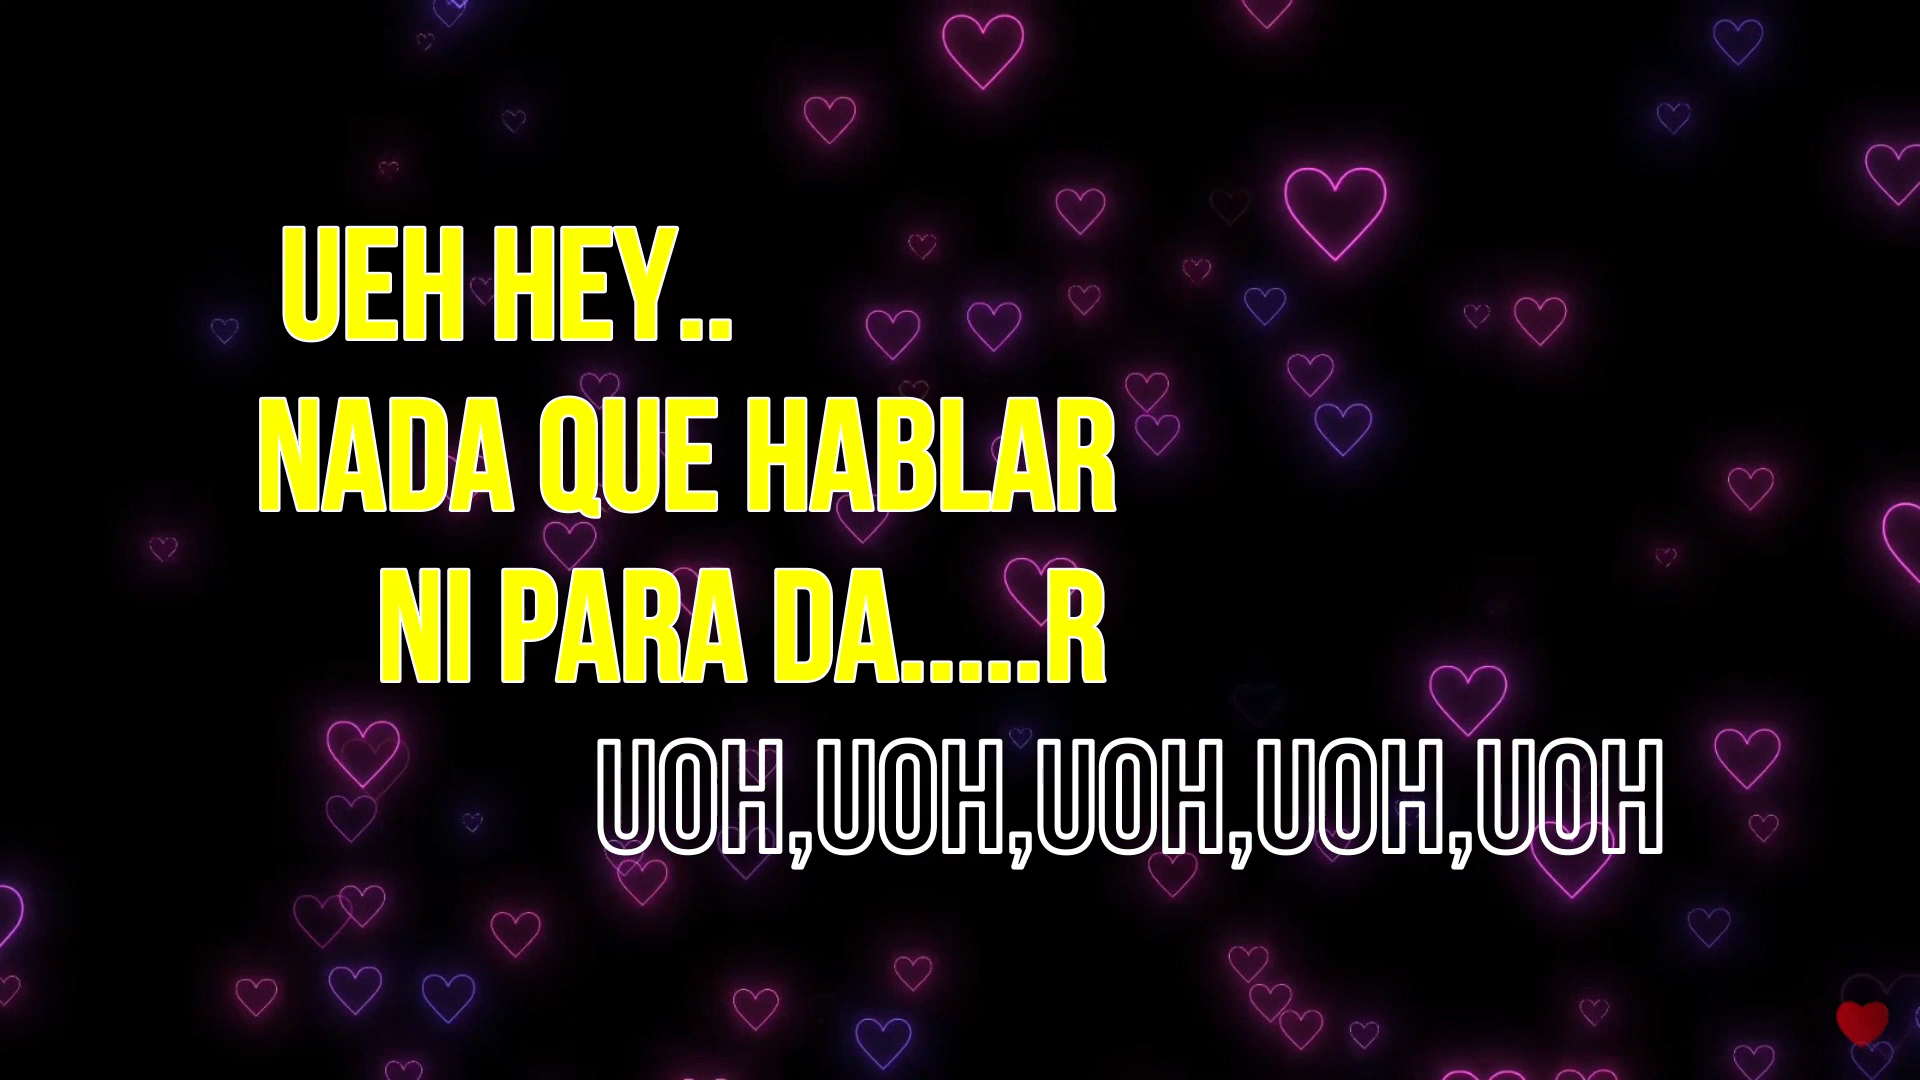 UEH HEY..
NADA QUE HABLAR
NI PARA DA.....R
UOH,UOH,UOH,UOH,UOH